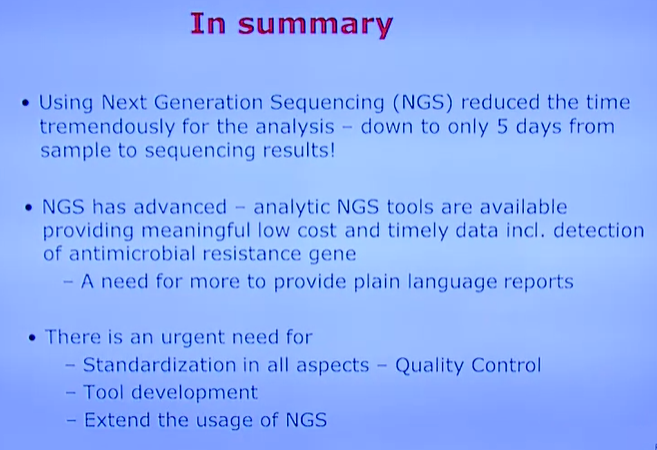 In summary
• Using Next Generation Sequencing (NGS) reduced the time
tremendously for the analysis – down to only 5 days from
sample to sequencing results!
• NGS has advanced – analytic NGS tools are available
providing meaningful low cost and timely data incl. detection
of antimicrobial resistance gene
– A need for more to provide plain language reports
• There is an urgent need for
– Standardization in all aspects – Quality Control
– Tool development
– Extend the usage of NGS